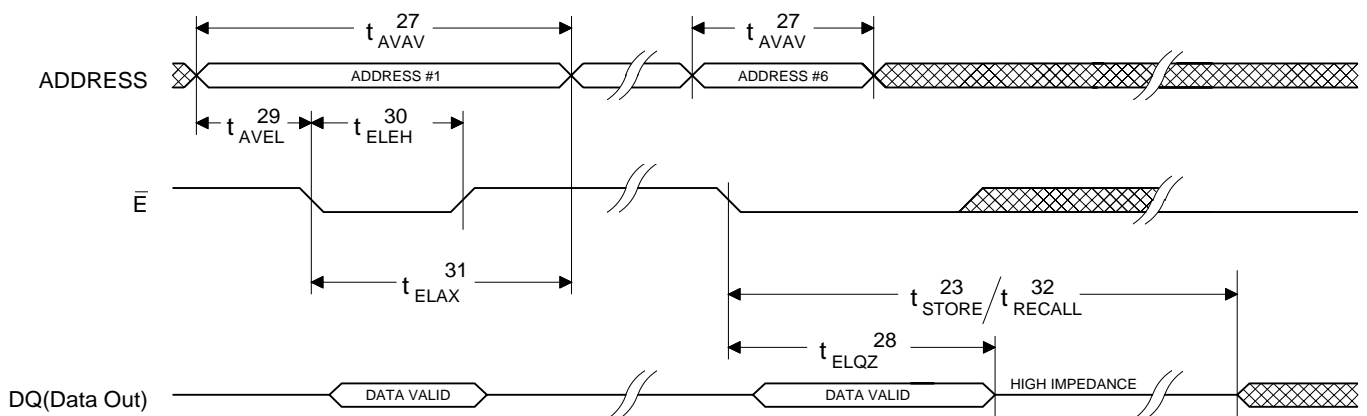 27
t AVAV
27
t AVAV
ADDRESS
ADDRESS #1
ADDRESS #6
29
t AVEL
30
t ELEH
E
31
t ELAX
23
t STORE
/
32
t RECALL
28
t ELQZ
DQ(Data Out)
DATA VALID
DATA VALID
HIGH IMPEDANCE